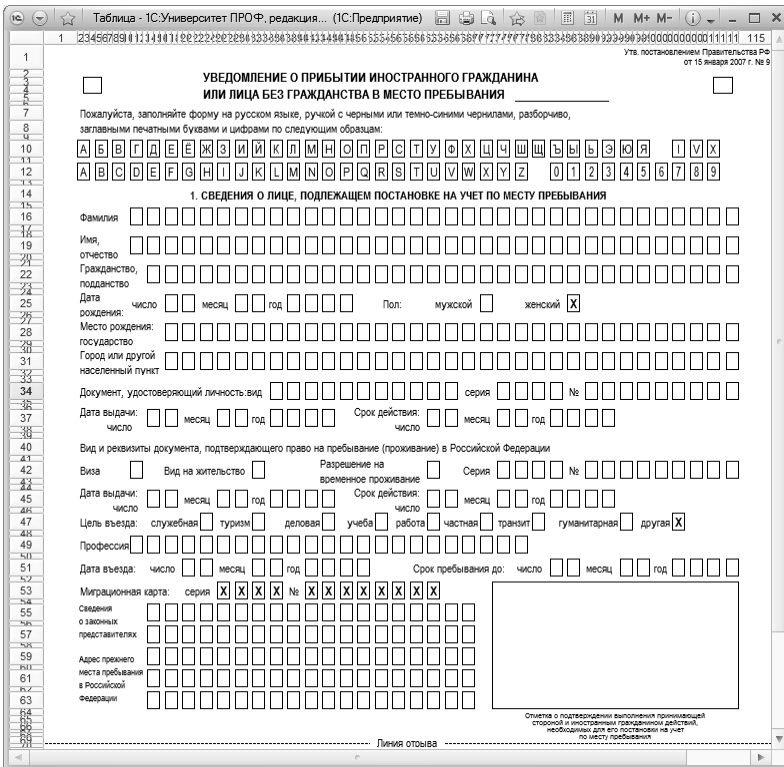 Таблица - 1С:Университет ПРОФ, редакция... (1С:Предприятие) M M+ M-
Утв. постановлением Правительства РФ
от 15 января 2007 г. № 9
УВЕДОМЛЕНИЕ О ПРИБЫТИИ ИНОСТРАННОГО ГРАЖДАНИНА
ИЛИ ЛИЦА БЕЗ ГРАЖДАНСТВА В МЕСТО ПРЕБЫВАНИЯ
Пожалуйста, заполняйте форму на русском языке, ручкой с черными или темно-синими чернилами, разборчиво,
заглавными печатными буквами и цифрами по следующим образцам:
А Б В Г Д Е Ё Ж З И Й К Л М Н О П Р С Т У Ф Х Ц Ч Ш Щ Ъ Ы Ь Э Ю Я I V X
A B C D E F G H I J K L M N O P Q R S T U V W X Y Z 0 1 2 3 4 5 6 7 8 9
1. СВЕДЕНИЯ О ЛИЦЕ, ПОДЛЕЖАЩЕМ ПОСТАНОВКЕ НА УЧЕТ ПО МЕСТУ ПРЕБЫВАНИЯ
Фамилия
Имя,
отчество
Гражданство,
подданство
Дата
рождения: число месяц год Пол: мужской женский X
Место рождения:
государство
Город или другой
населенный пункт
Документ, удостоверяющий личность:вид серия №
Дата выдачи: Срок действия:
число месяц год число месяц год
Вид и реквизиты документа, подтверждающего право на пребывание (проживание) в Российской Федерации
Виза Вид на жительство Разрешение на
временное проживание Серия №
Дата выдачи: Срок действия:
число месяц год число месяц год
Цель въезда: служебная туризм деловая учеба работа частная транзит гуманитарная другая X
Профессия
Дата въезда: число месяц год Срок пребывания до: число месяц год
Миграционная карта: серия X X X X № X X X X X X X X
Сведения
о законных
представителях
Адрес прежнего
места пребывания
в Российской
Федерации
Отметка о подтверждении выполнения принимающей
стороной и иностранным гражданином действий,
необходимых для его постановки на учет
по месту пребывания
Линия отрыва